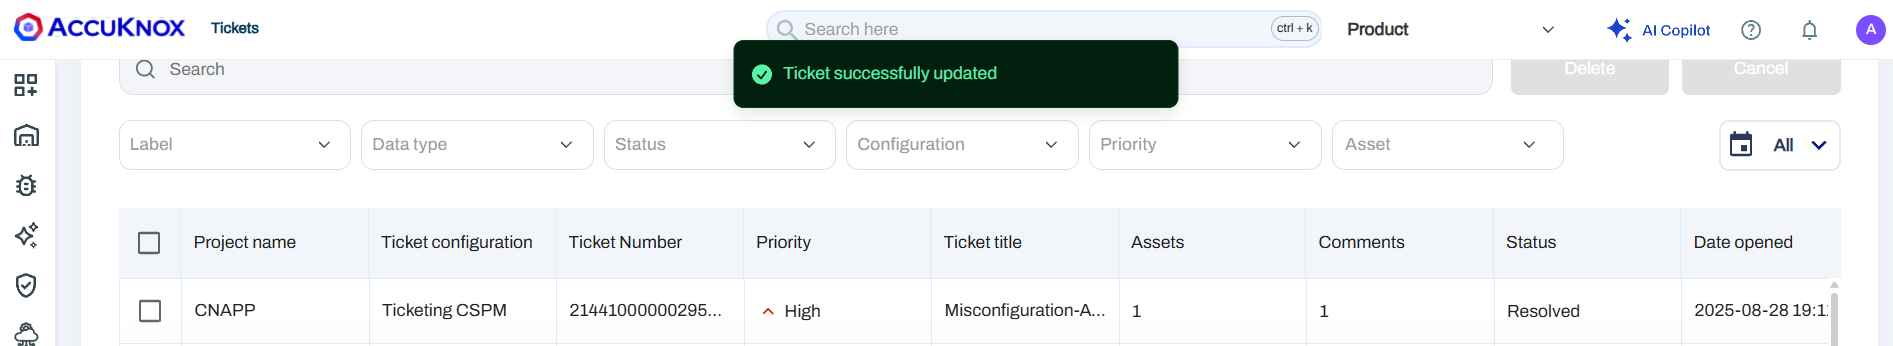 ACCUKNOX
Tickets
Search here
ctrl + k
Product
AI Copilot
A
Ticket successfully updated
Search
Delete
Cancel
Label
Data type
Status
Configuration
Priority
Asset
All
Project name
Ticket configuration
Ticket Number
Priority
Ticket title
Assets
Comments
Status
Date opened
CNAPP
Ticketing CSPM
21441000000295...
High
Misconfiguration-A...
1
1
Resolved
2025-08-28 19:1